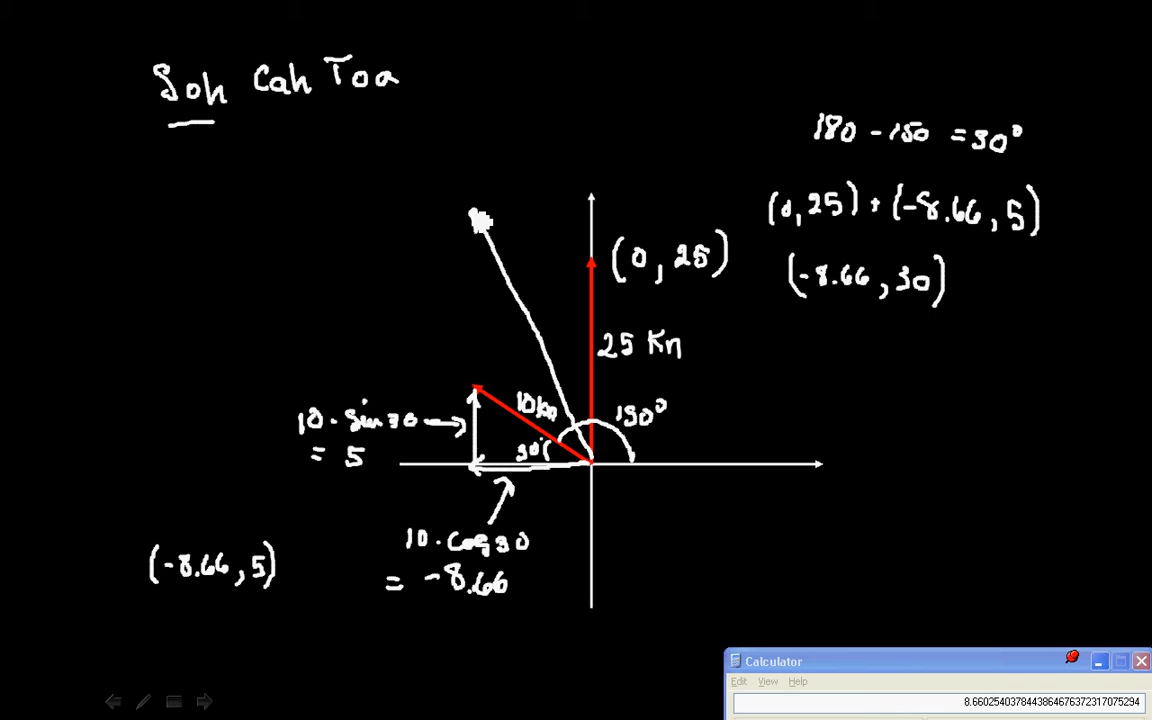 Soh Cah Toa
180 - 150 = 30°
(0, 25) + (-8.66, 5)
(-8.66, 30)
(0, 25)
25 Kn
10 kn
150°
30°
10 · sin 30
= 5
10 · cos 30
= -8.66
(-8.66, 5)
Calculator
Edit View Help
8.6602540378443864676372317075294